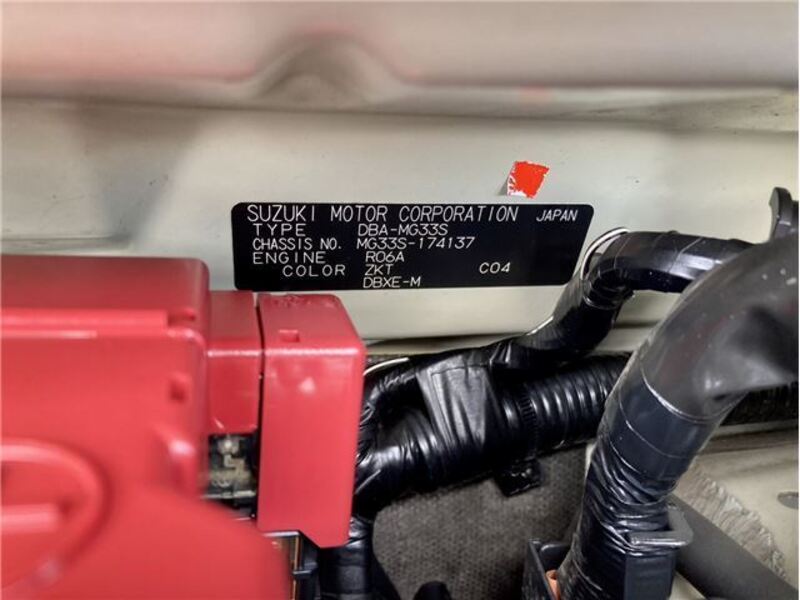 SUZUKI MOTOR CORPORATION JAPAN
TYPE DBA-MG33S
CHASSIS NO. MG33S-174137
ENGINE R06A
COLOR ZKT C04
DBXE-M